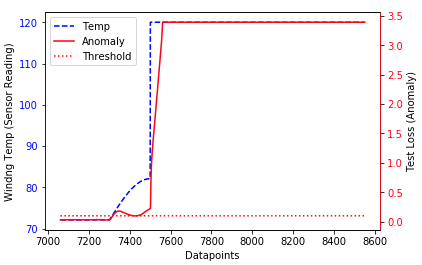 Temp
Anomaly
Threshold
Windng Temp (Sensor Reading)
120
110
100
90
80
70
Test Loss (Anomaly)
3.5
3.0
2.5
2.0
1.5
1.0
0.5
0.0
7000 7200 7400 7600 7800 8000 8200 8400 8600
Datapoints